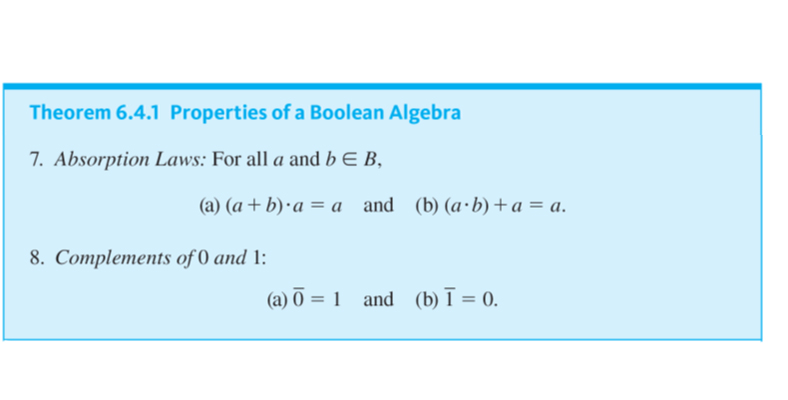 Theorem 6.4.1 Properties of a Boolean Algebra
7. Absorption Laws: For all a and b ∈ B,
(a) (a + b)·a = a and (b) (a·b) + a = a.
8. Complements of 0 and 1:
(a) 0̅ = 1 and (b) 1̅ = 0.